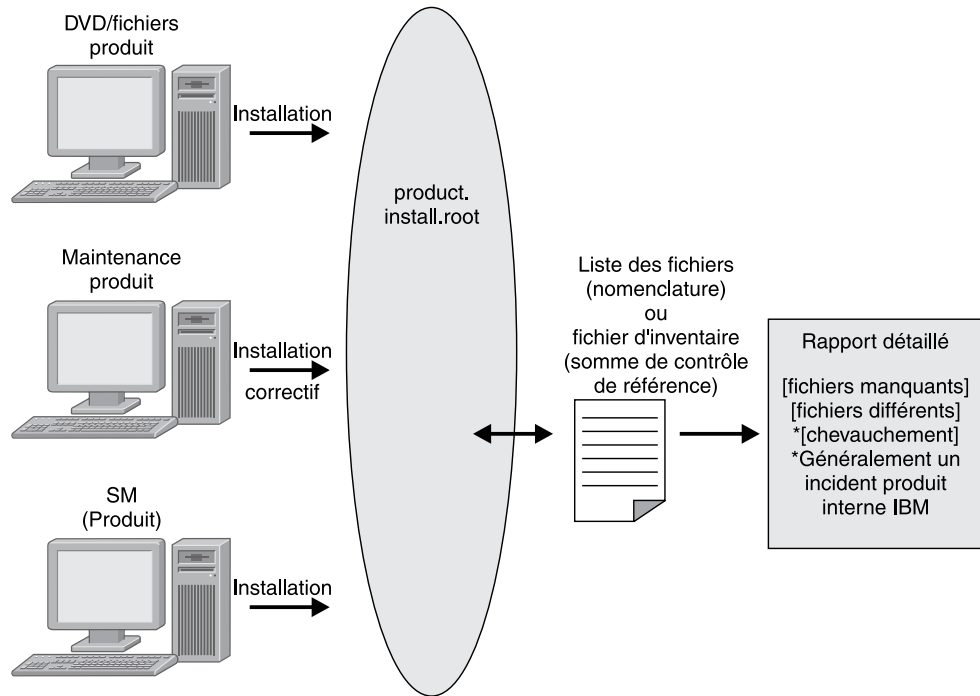 DVD/fichiers
produit
Installation
product.
install.root
Maintenance
produit
Installation
correctif
Liste des fichiers
(nomenclature)
ou
fichier d'inventaire
(somme de contrôle
de référence)
Rapport détaillé
[fichiers manquants]
[fichiers différents]
*[chevauchement]
*Généralement un
incident produit
interne IBM
SM
(Produit)
Installation